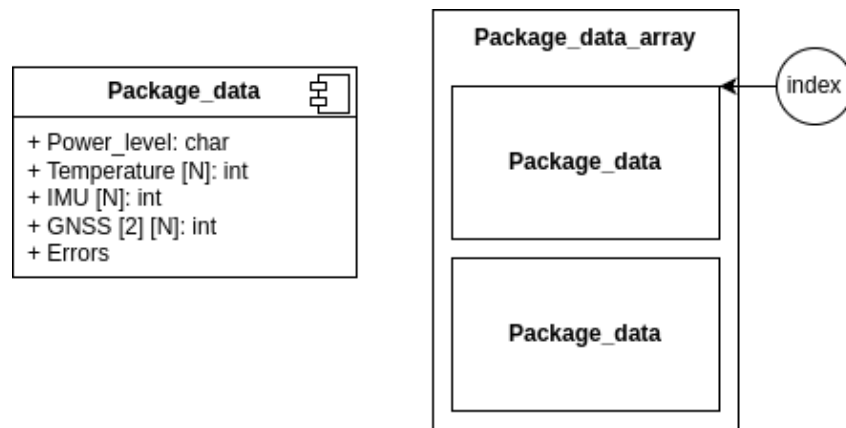 Package_data
+ Power_level: char
+ Temperature [N]: int
+ IMU [N]: int
+ GNSS [2] [N]: int
+ Errors
Package_data_array
index
Package_data
Package_data